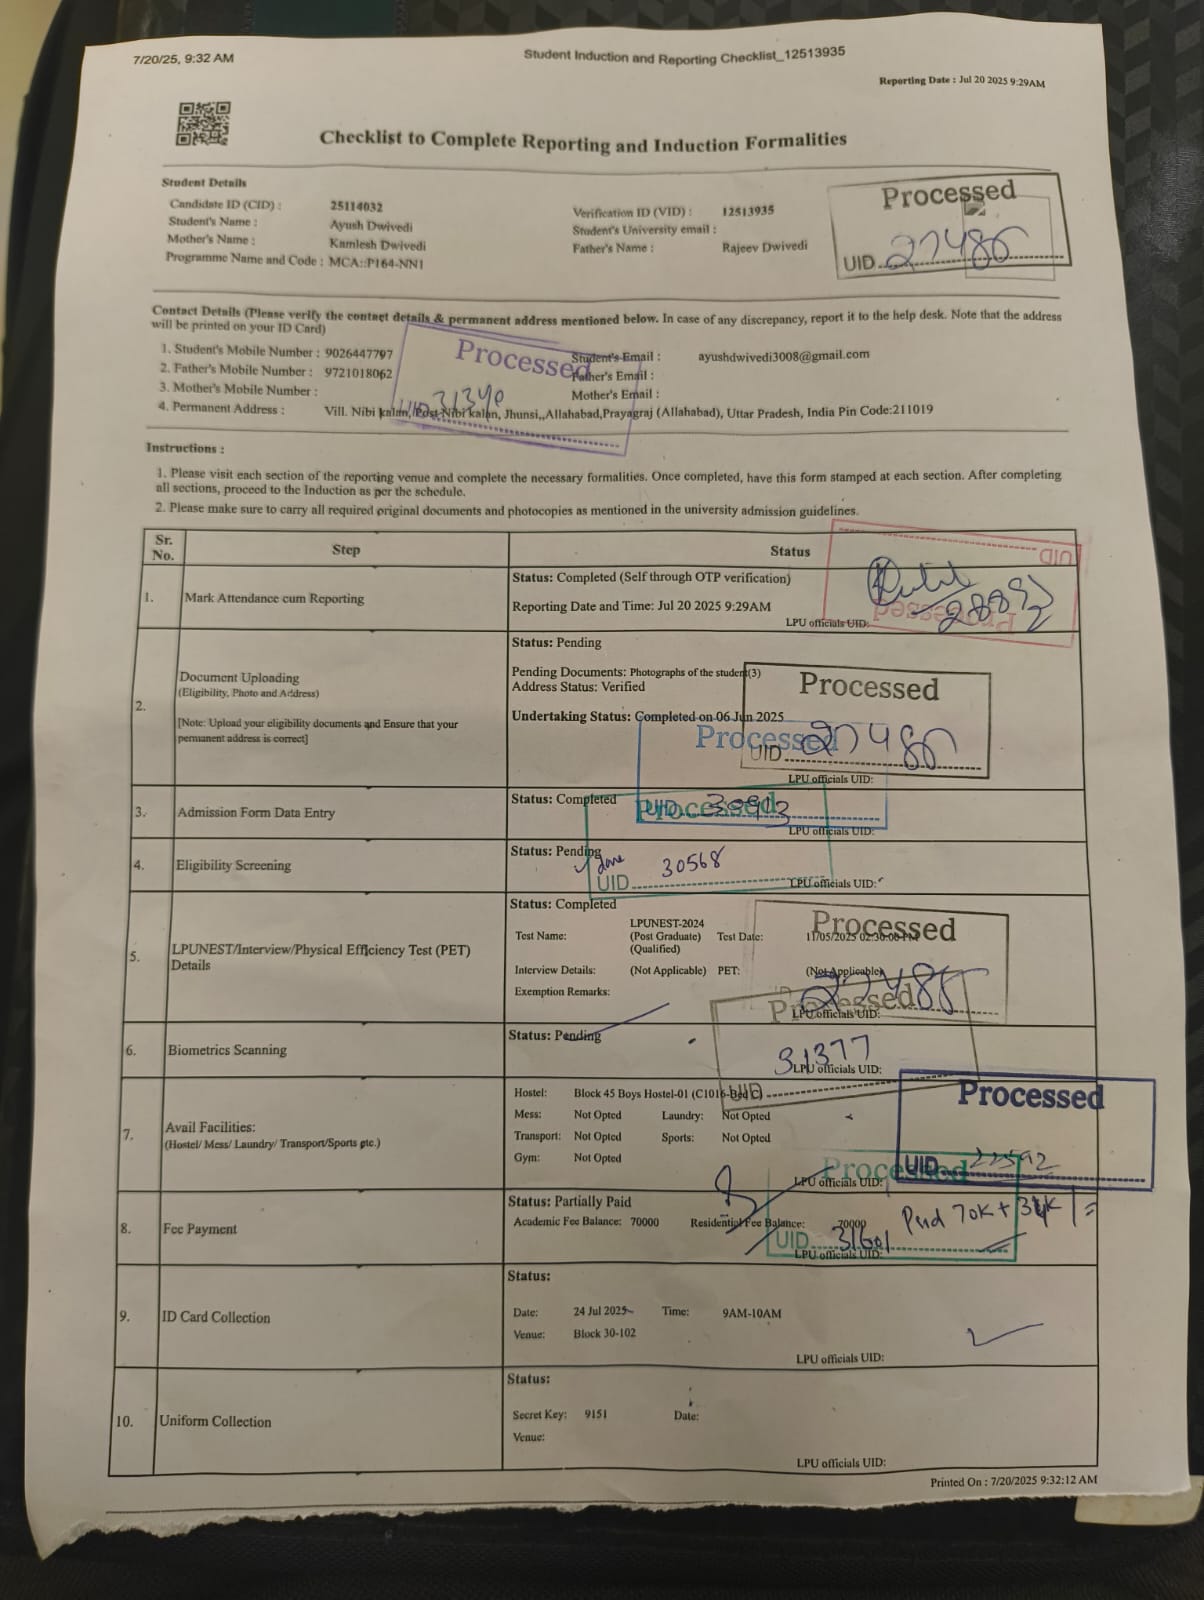 7/20/25, 9:32 AM
Student Induction and Reporting Checklist_12513935
Reporting Date : Jul 20 2025 9:29AM
Checklist to Complete Reporting and Induction Formalities
Student Details
Candidate ID (CID) : 25114032
Verification ID (VID) : 12513935
Student's Name : Ayush Dwivedi
Student's University email :
Mother's Name : Kamlesh Dwivedi
Father's Name : Rajeev Dwivedi
Programme Name and Code : MCA::P164-NN1
Processed
UID 27485
Contact Details (Please verify the contact details & permanent address mentioned below. In case of any discrepancy, report it to the help desk. Note that the address
will be printed on your ID Card)
1. Student's Mobile Number : 9026447797
Student's Email : ayushdwivedi3008@gmail.com
2. Father's Mobile Number : 9721018062
Father's Email :
3. Mother's Mobile Number :
Mother's Email :
4. Permanent Address : Vill. Nibi kalan, Post-Nibi kalan, Jhunsi,,Allahabad,Prayagraj (Allahabad), Uttar Pradesh, India Pin Code:211019
Processed
UID 31340
Instructions :
1. Please visit each section of the reporting venue and complete the necessary formalities. Once completed, have this form stamped at each section. After completing
all sections, proceed to the Induction as per the schedule.
2. Please make sure to carry all required original documents and photocopies as mentioned in the university admission guidelines.
Sr. No. Step Status
1. Mark Attendance cum Reporting
Status: Completed (Self through OTP verification)
Reporting Date and Time: Jul 20 2025 9:29AM
LPU officials UID:
Processed
UID
2. Document Uploading
(Eligibility, Photo and Address)
[Note: Upload your eligibility documents and Ensure that your
permanent address is correct]
Status: Pending
Pending Documents: Photographs of the student(3)
Address Status: Verified
Undertaking Status: Completed on 06 Jun 2025
LPU officials UID:
Processed
UID 27485
Processed
UID 30913
3. Admission Form Data Entry
Status: Completed
LPU officials UID:
Processed
4. Eligibility Screening
Status: Pending
done
UID 30568
LPU officials UID:
5. LPUNEST/Interview/Physical Efficiency Test (PET)
Details
Status: Completed
Test Name: LPUNEST-2024
(Post Graduate)
(Qualified)
Test Date: 11/05/2025 02:30:00 PM
Interview Details: (Not Applicable) PET: (Not Applicable)
Exemption Remarks:
LPU officials UID:
Processed
27485
Processed
6. Biometrics Scanning
Status: Pending
31377
LPU officials UID:
UID
7. Avail Facilities:
(Hostel/ Mess/ Laundry/ Transport/Sports etc.)
Hostel: Block 45 Boys Hostel-01 (C1016-Bed C)
Mess: Not Opted Laundry: Not Opted
Transport: Not Opted Sports: Not Opted
Gym: Not Opted
LPU officials UID:
Processed
UID 22592
8. Fee Payment
Status: Partially Paid
Academic Fee Balance: 70000 Residential Fee Balance: 70000
LPU officials UID:
Processed
UID 31601
Paid 70K +
9. ID Card Collection
Status:
Date: 24 Jul 2025 Time: 9AM-10AM
Venue: Block 30-102
LPU officials UID:
10. Uniform Collection
Status:
Secret Key: 9151 Date:
Venue:
LPU officials UID:
Printed On : 7/20/2025 9:32:12 AM